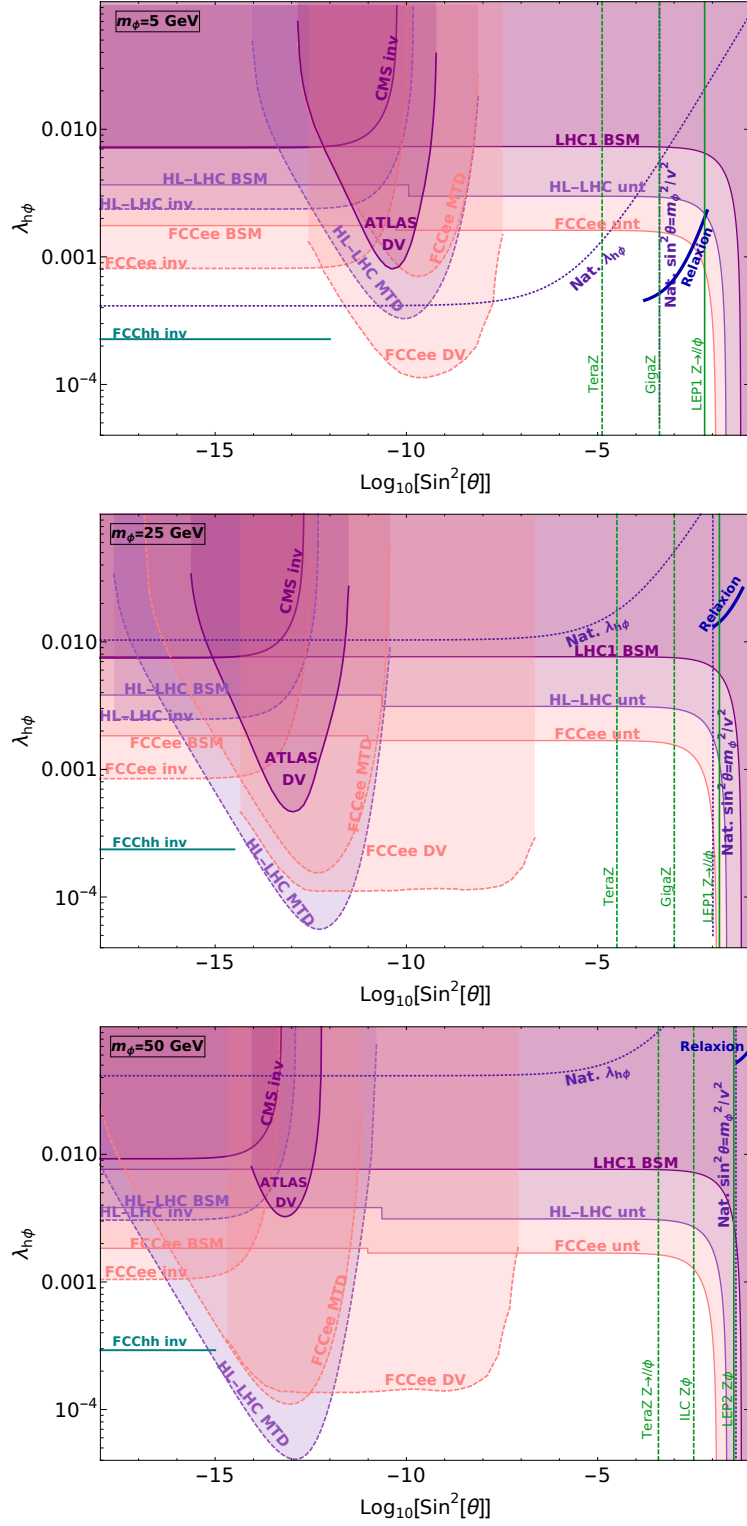 mϕ=5 GeV
CMS inv
0.010
LHC1 BSM
HL–LHC BSM
HL–LHC unt
HL–LHC inv
ATLAS
DV
FCCee MTD
FCCee BSM
FCCee unt
FCCee inv
HL–LHC MTD
Nat. λhϕ
Nat. sin²θ=mϕ²/v²
Relaxion
λhϕ
0.001
FCChh inv
FCCee DV
TeraZ
GigaZ
LEP1 Z→llϕ
10⁻⁴
−15
−10
−5
Log10[Sin²[θ]]
mϕ=25 GeV
CMS inv
Relaxion
0.010
Nat. λhϕ
LHC1 BSM
HL–LHC BSM
HL–LHC inv
HL–LHC unt
FCCee BSM
FCCee unt
ATLAS
DV
FCCee MTD
FCCee inv
λhϕ
0.001
Nat. sin²θ=mϕ²/v²
FCChh inv
HL–LHC MTD
FCCee DV
TeraZ
GigaZ
LEP1 Z→llϕ
10⁻⁴
−15
−10
−5
Log10[Sin²[θ]]
mϕ=50 GeV
Relaxion
CMS inv
Nat. λhϕ
Nat. sin²θ=mϕ²/v²
0.010
LHC1 BSM
ATLAS
DV
HL–LHC BSM
HL–LHC inv
HL–LHC unt
FCCee BSM
FCCee unt
FCCee inv
λhϕ
0.001
FCCee MTD
FCChh inv
HL–LHC MTD
FCCee DV
TeraZ Z→llϕ
ILC Zϕ
LEP2 Zϕ
10⁻⁴
−15
−10
−5
Log10[Sin²[θ]]